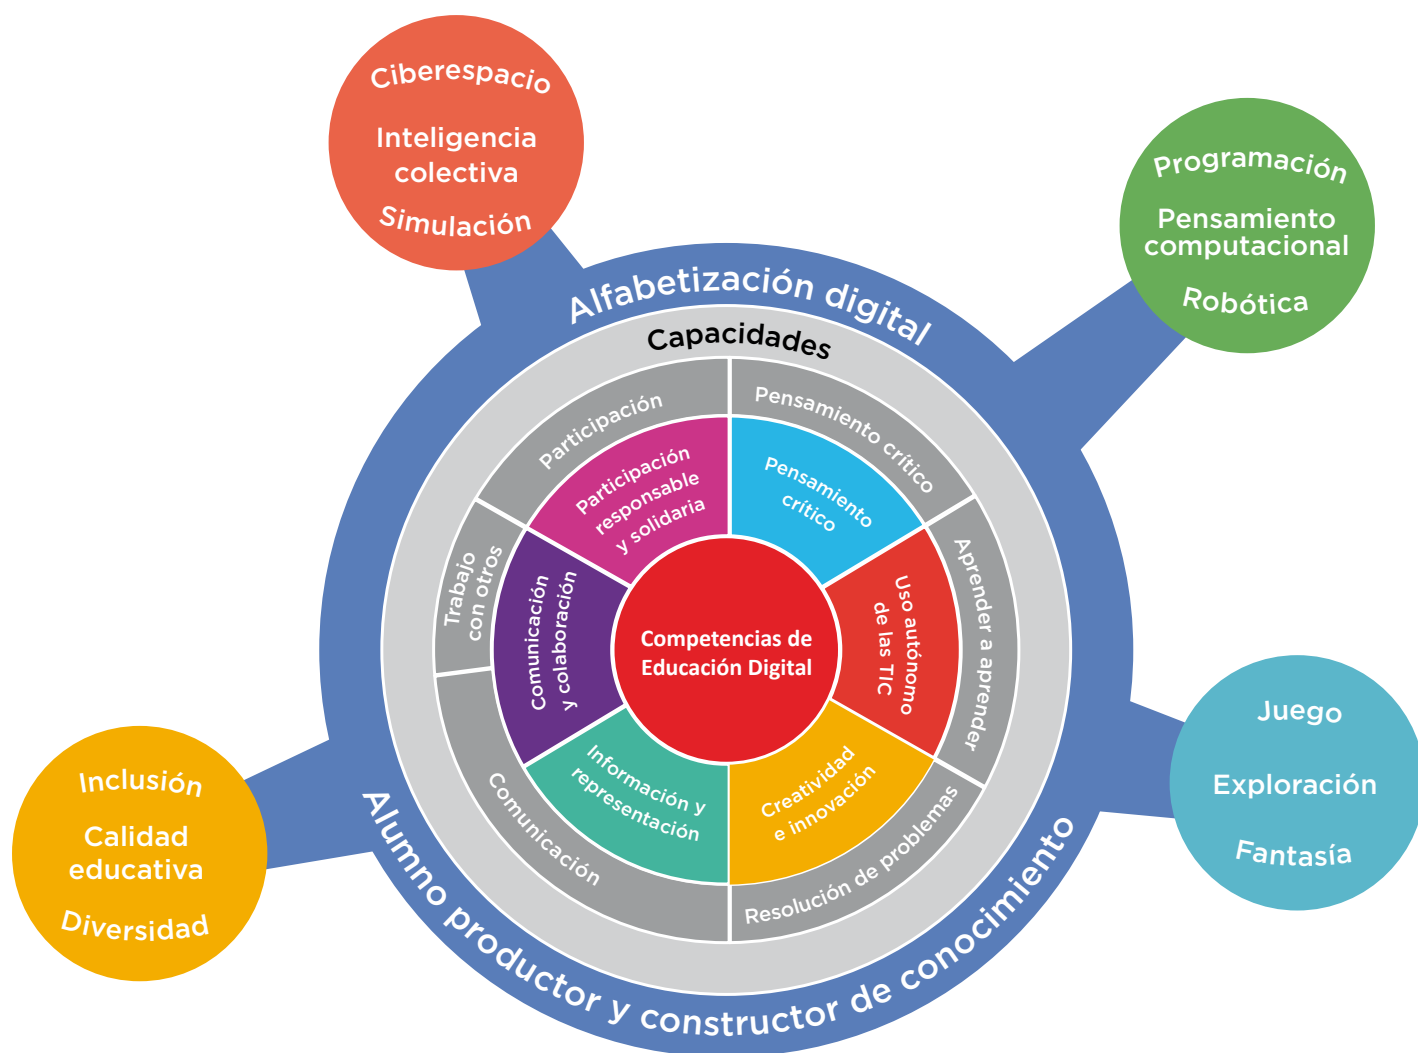 Ciberespacio
Inteligencia
colectiva
Simulación
Programación
Pensamiento
computacional
Robótica
Alfabetización digital
Capacidades
Participación
Pensamiento crítico
Trabajo
con otros
Aprender a aprender
Comunicación
Resolución de problemas
Participación
responsable
y solidaria
Pensamiento
crítico
Comunicación
y colaboración
Uso autónomo
de las TIC
Información y
representación
Creatividad
e innovación
Competencias de
Educación Digital
Inclusión
Calidad
educativa
Diversidad
Juego
Exploración
Fantasía
Alumno productor y constructor de conocimiento